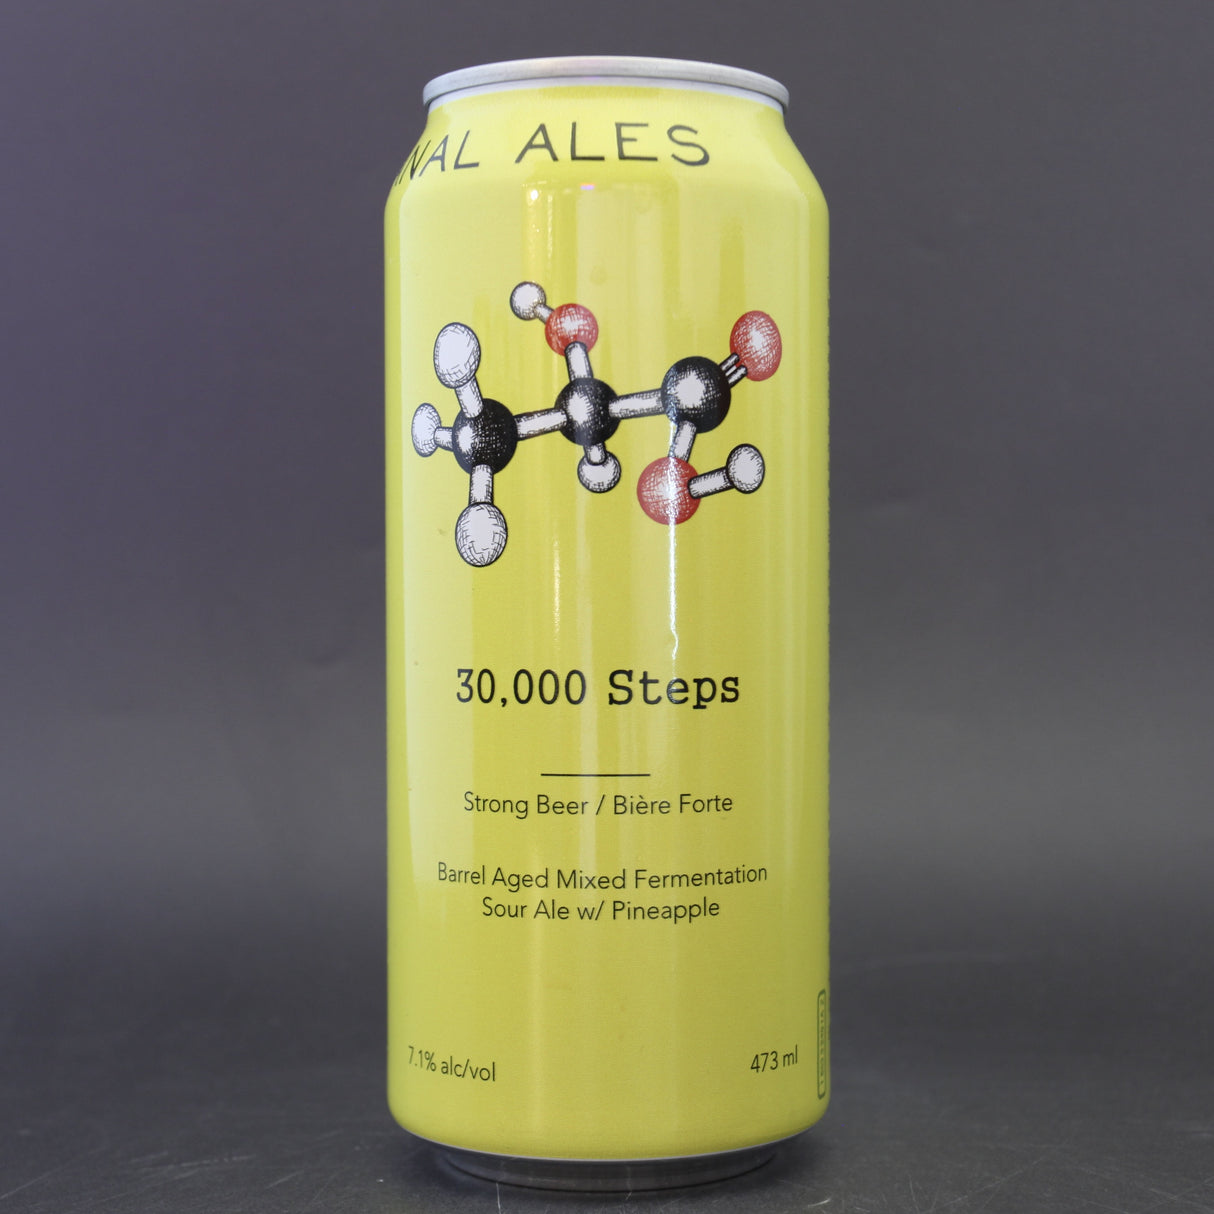 ALES
30,000 Steps
Strong Beer / Bière Forte
Barrel Aged Mixed Fermentation
Sour Ale w/ Pineapple
7.1% alc/vol
473 ml